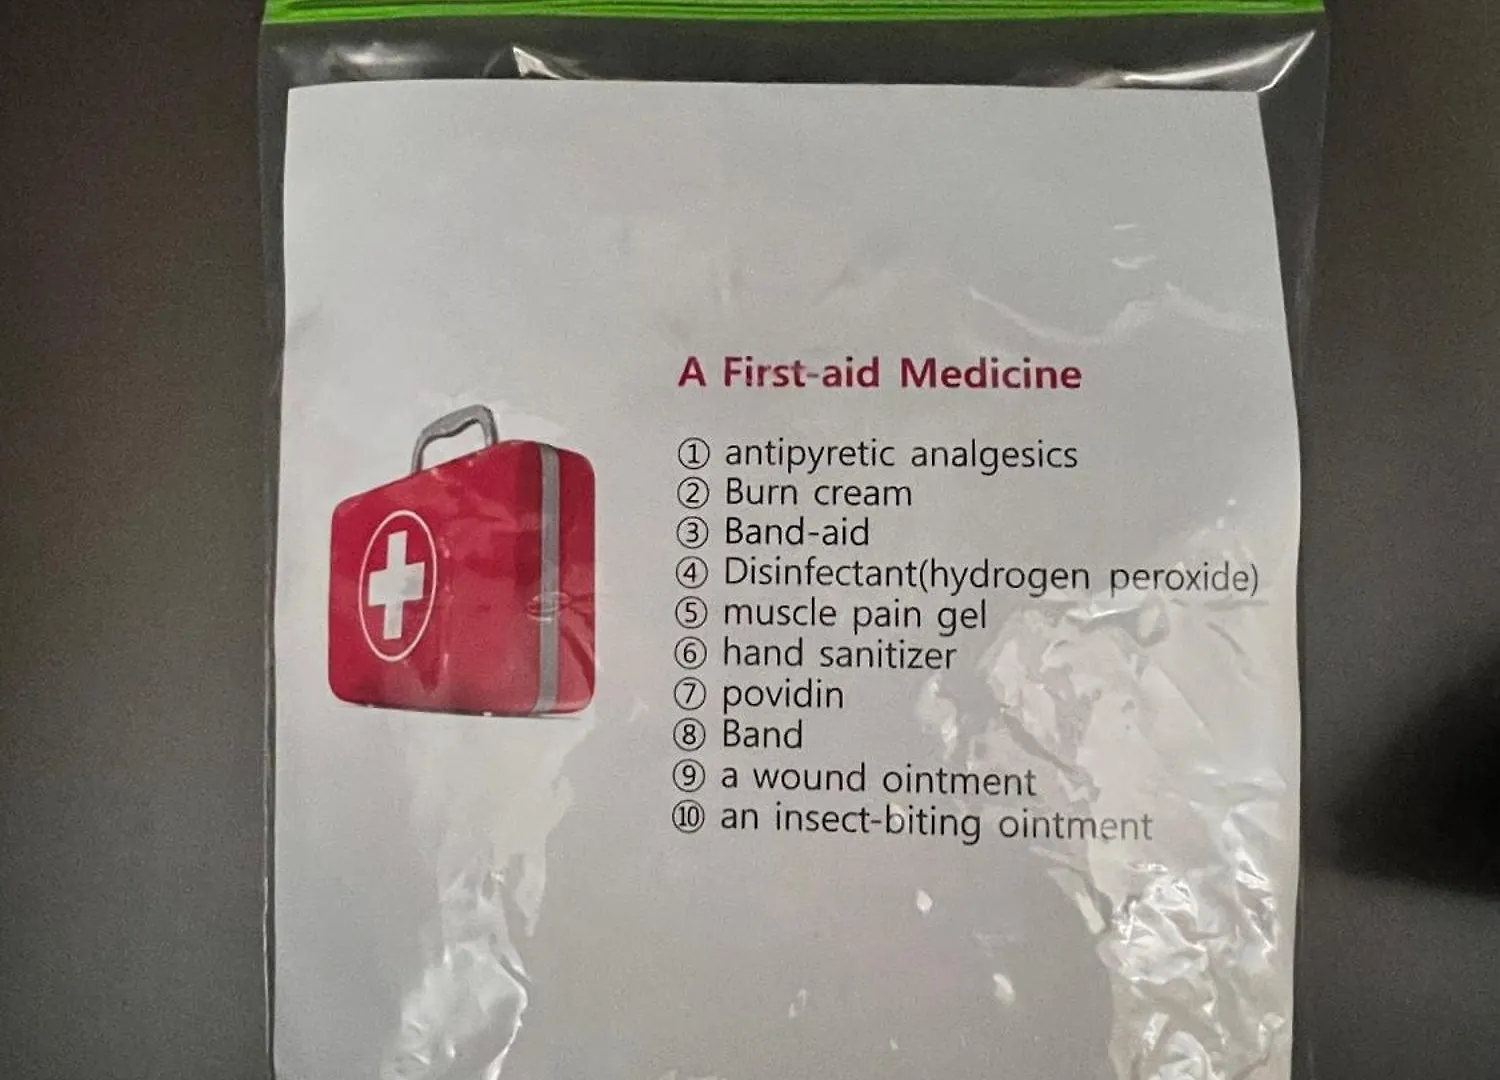 A First-aid Medicine
① antipyretic analgesics
② Burn cream
③ Band-aid
④ Disinfectant(hydrogen peroxide)
⑤ muscle pain gel
⑥ hand sanitizer
⑦ povidin
⑧ Band
⑨ a wound ointment
⑩ an insect-biting ointment